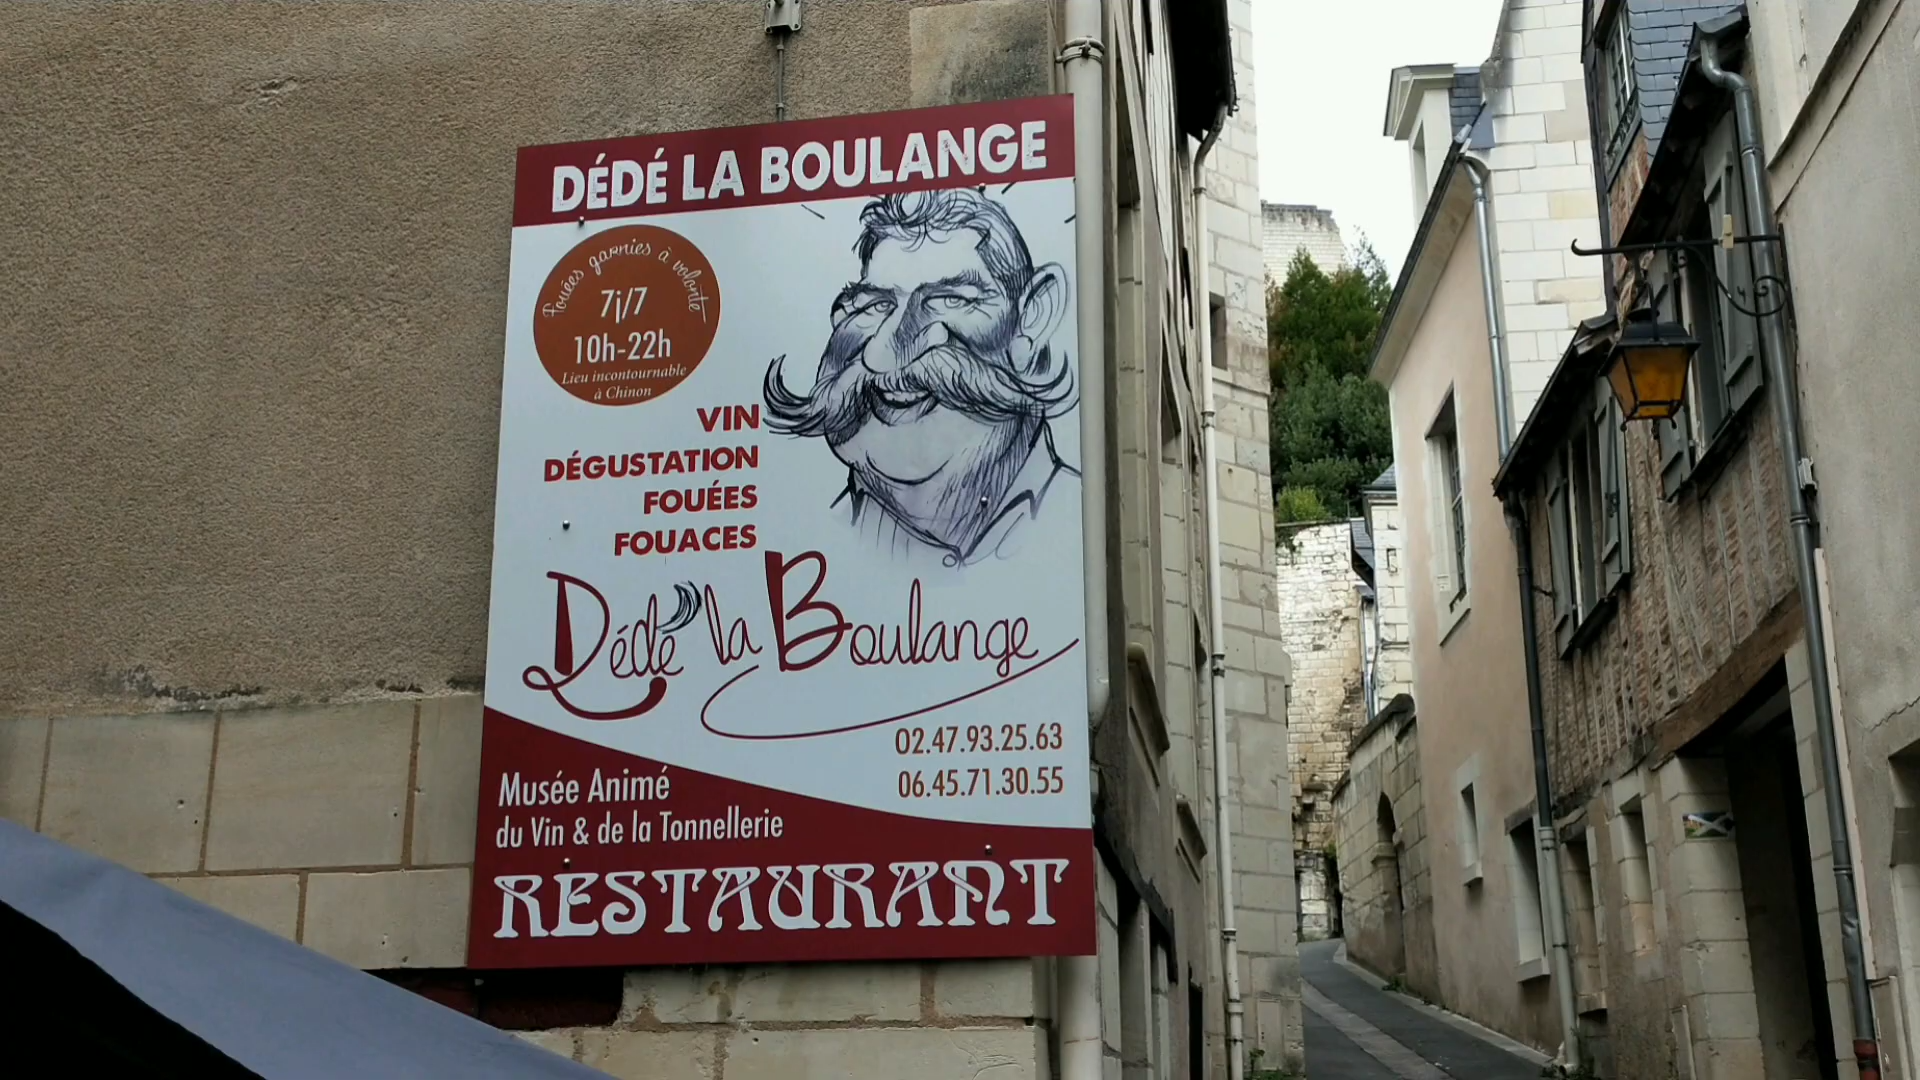 DÉDÉ LA BOULANGE
Fouées garnies à volonté
7j/7
10h-22h
Lieu incontournable
à Chinon
VIN
DÉGUSTATION
FOUÉES
FOUACES
Dédé la Boulange
02.47.93.25.63
06.45.71.30.55
Musée Animé
du Vin & de la Tonnellerie
RESTAURANT